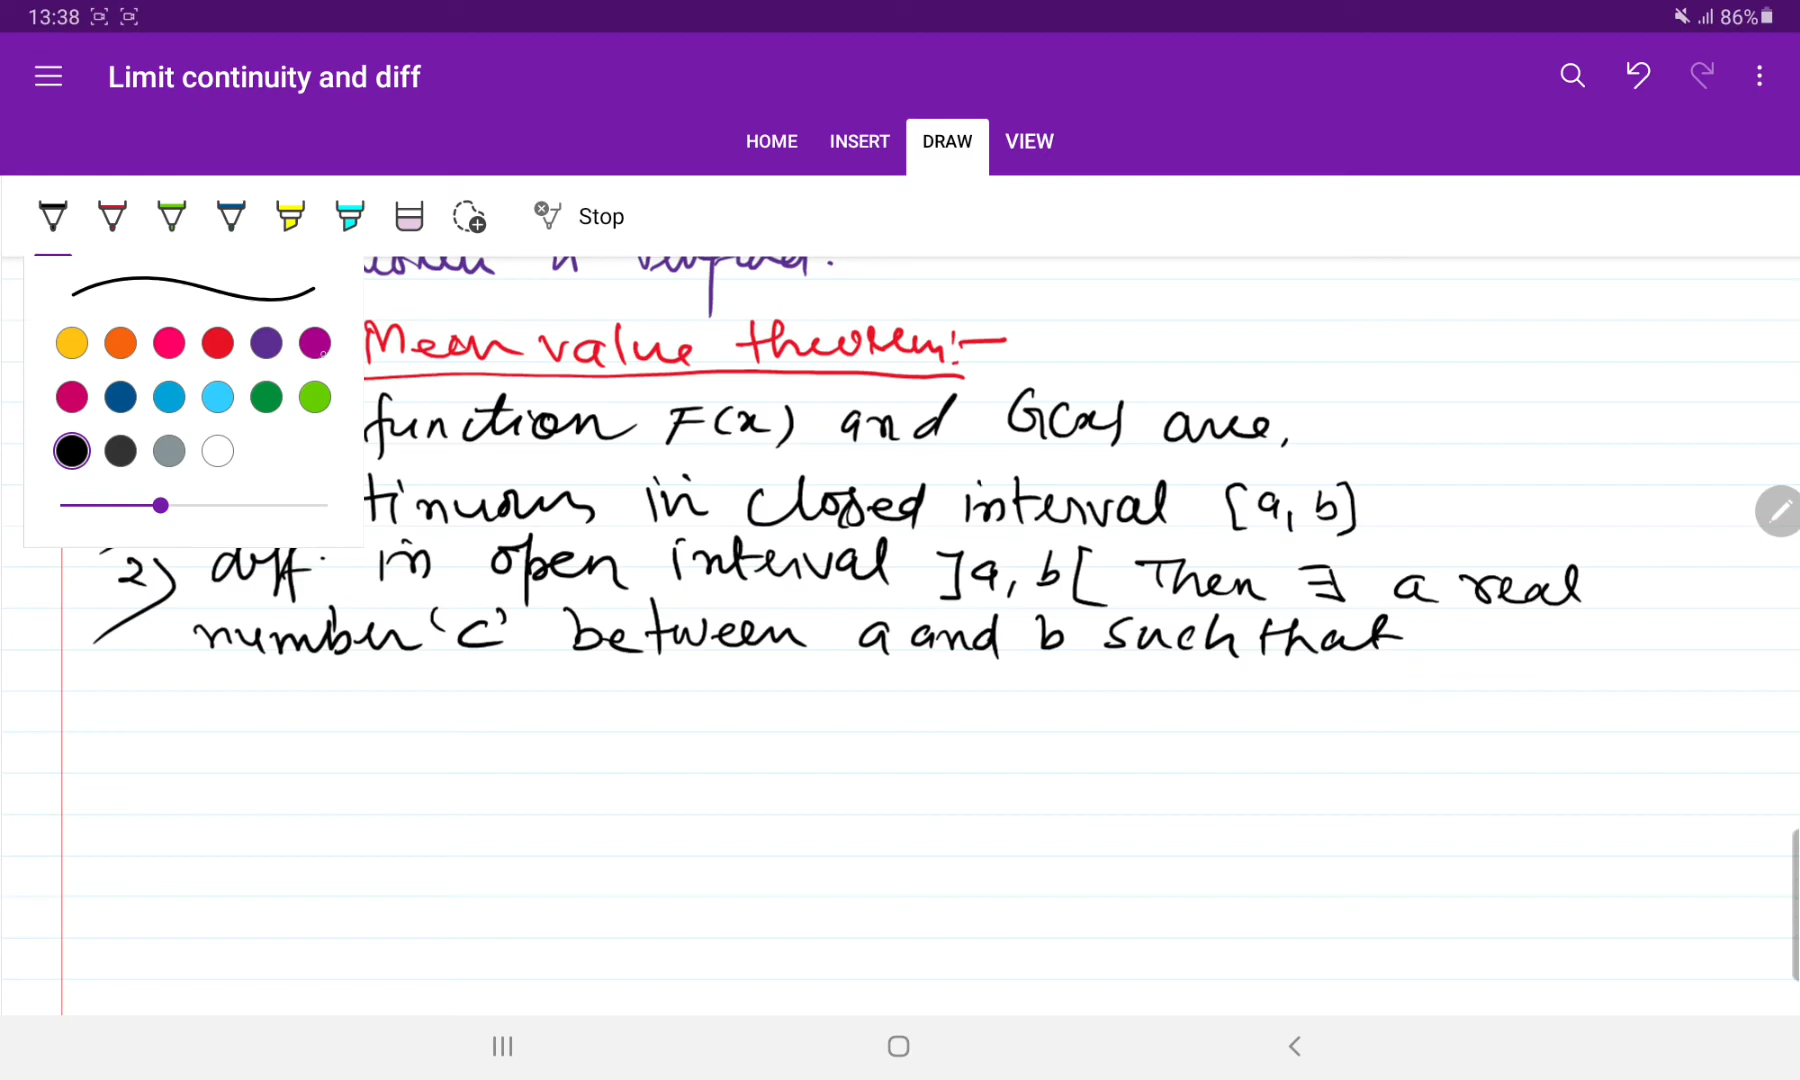 13:38 86%
Limit continuity and diff
HOME INSERT DRAW VIEW
Stop
Mean value theorem:-
function F(x) and G(x) are,
tinuous in closed interval [a, b]
2) diff. in open interval ]a, b[ Then ∃ a real
number 'c' between a and b such that